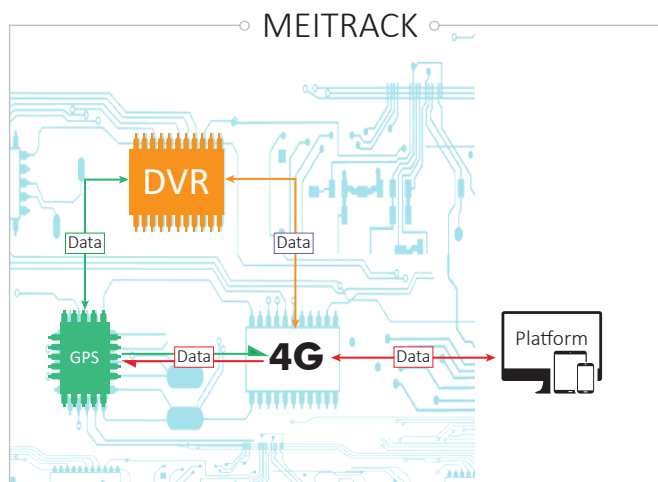 MEITRACK
DVR
Data
Data
GPS
Data
4G
Data
Platform